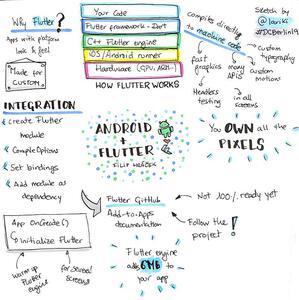 Why Flutter?
Apps with platform
look & feel
Made for
Custom
Your Code
Flutter framework - Dart
C++ Flutter engine
iOS/Android runner
Hardware (GPU, ARM...)
HOW FLUTTER WORKS
compiles directly
to machine code
fast
graphics
many
APIs
Headless
testing
in all
screens
Sketch by
@lariki
#DCBerlin19
custom
typography
custom
motions
INTEGRATION
create Flutter
module
Compile Options
Set bindings
Add module as
dependency
ANDROID
+
FLUTTER
FILIP
You OWN all the
PIXELS
App OnCreate()
initialize Flutter
warm up
Flutter
engine
for several
screens
Flutter GitHub
Add-to-Apps
documentation
Not 100% ready yet
Follow the
project!
Flutter engine
adds 6MB to
your app